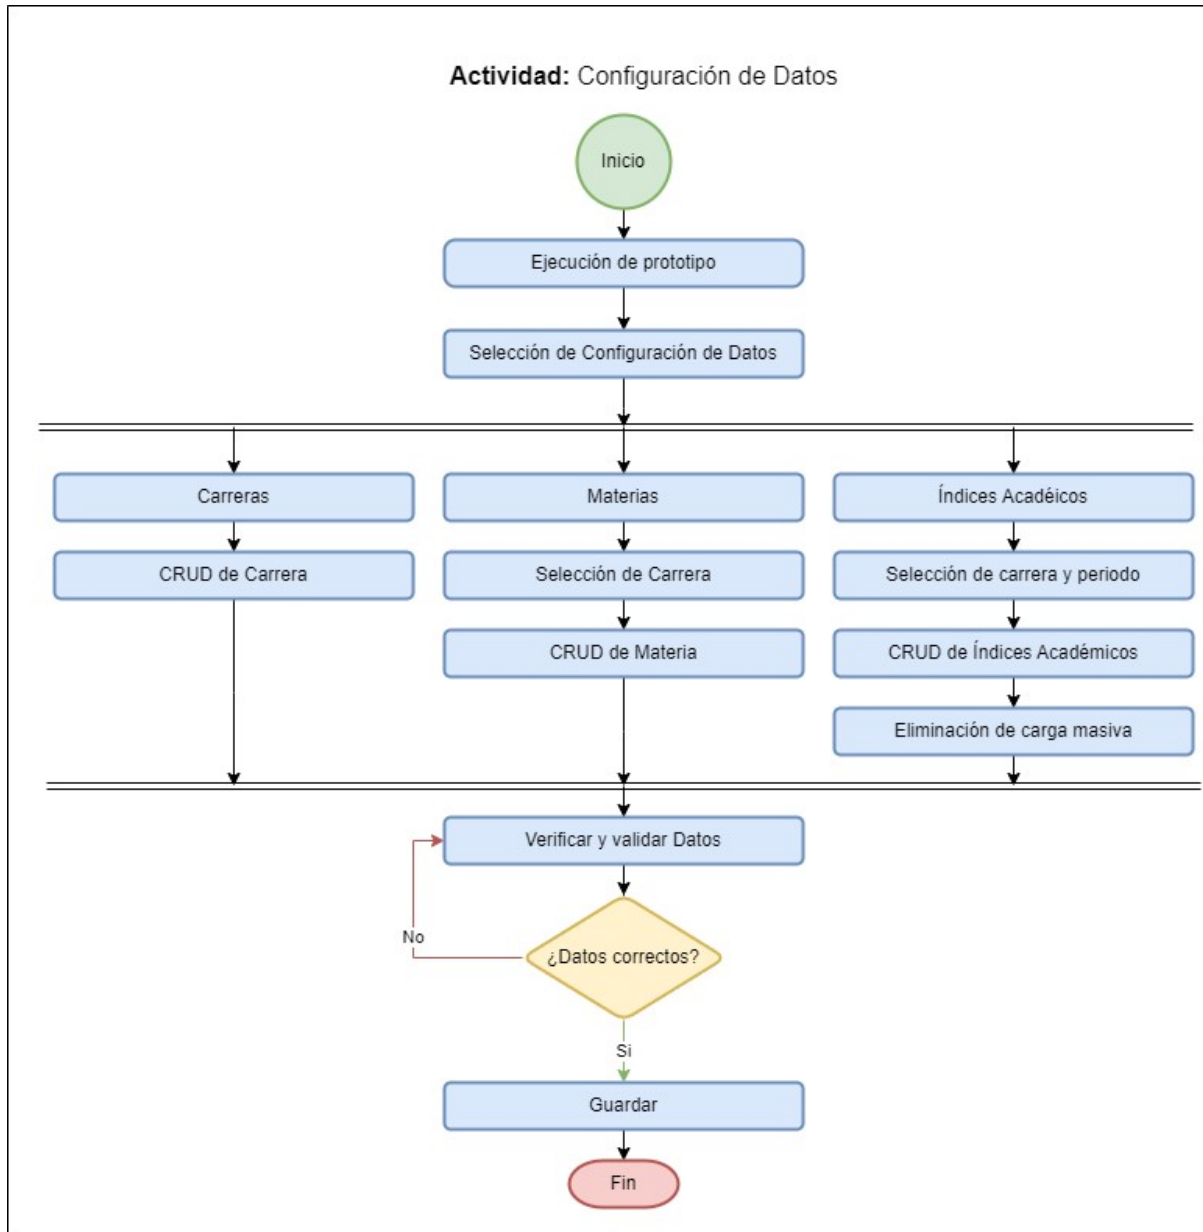 Actividad: Configuración de Datos
Inicio
Ejecución de prototipo
Selección de Configuración de Datos
Carreras
CRUD de Carrera
Materias
Selección de Carrera
CRUD de Materia
Índices Acadéicos
Selección de carrera y periodo
CRUD de Índices Académicos
Eliminación de carga masiva
Verificar y validar Datos
¿Datos correctos?
No
Si
Guardar
Fin